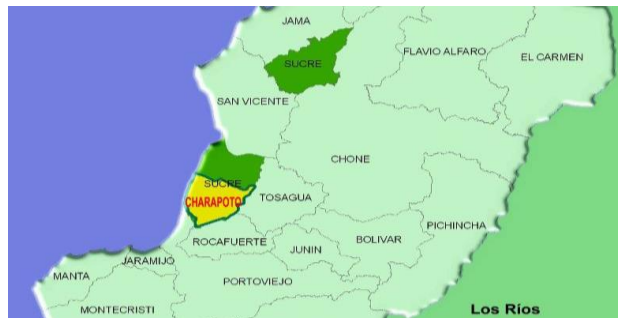 JAMA
FLAVIO ALFARO
EL CARMEN
SUCRE
SAN VICENTE
CHONE
SUCRE
CHARAPOTO
TOSAGUA
PICHINCHA
ROCAFUERTE
JUNIN
BOLIVAR
JARAMIJO
MANTA
PORTOVIEJO
MONTECRISTI
Los Ríos